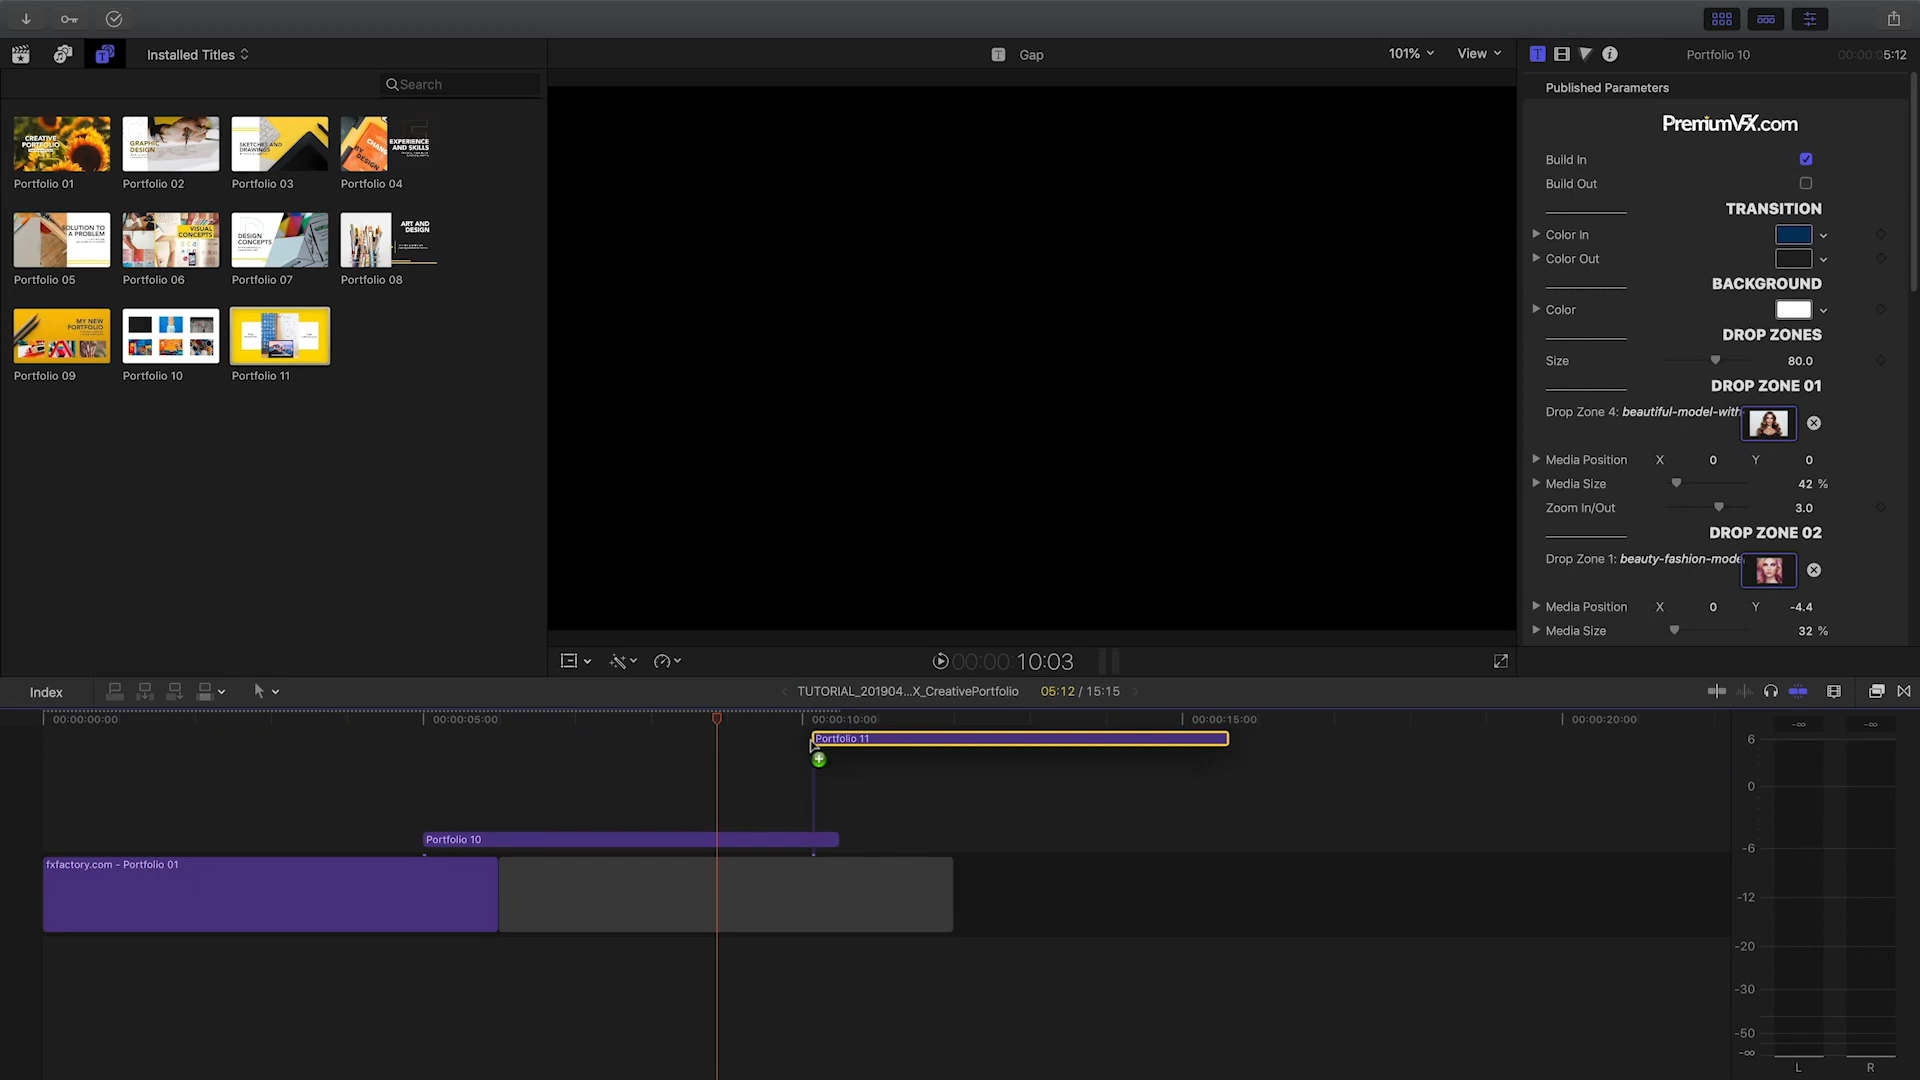 Installed Titles
Gap
101%
View
Portfolio 10
00:00:05:12
Search
Published Parameters
PremiumVFX.com
Build In
Build Out
TRANSITION
Color In
Color Out
BACKGROUND
Color
DROP ZONES
Size
80.0
DROP ZONE 01
Drop Zone 4: beautiful-model-with-
Media Position X 0 Y 0
Media Size 42 %
Zoom In/Out 3.0
DROP ZONE 02
Drop Zone 1: beauty-fashion-mode
Media Position X 0 Y -4.4
Media Size 32 %
CREATIVE
PORTFOLIO
GRAPHIC
DESIGN
SKETCHES AND
DRAWINGS
CHANG
BY
DESIGN
EXPERIENCE
AND SKILLS
Portfolio 01
Portfolio 02
Portfolio 03
Portfolio 04
SOLUTION TO
A PROBLEM
VISUAL
CONCEPTS
DESIGN
CONCEPTS
ART AND
DESIGN
Portfolio 05
Portfolio 06
Portfolio 07
Portfolio 08
MY NEW
PORTFOLIO
Portfolio 09
Portfolio 10
Portfolio 11
00:00:10:03
Index
TUTORIAL_201904...X_CreativePortfolio
05:12 / 15:15
00:00:00:00
00:00:05:00
00:00:10:00
00:00:15:00
00:00:20:00
Portfolio 11
Portfolio 10
fxfactory.com - Portfolio 01
-∞
-∞
6
0
-6
-12
-20
-30
-50
-∞
L
R